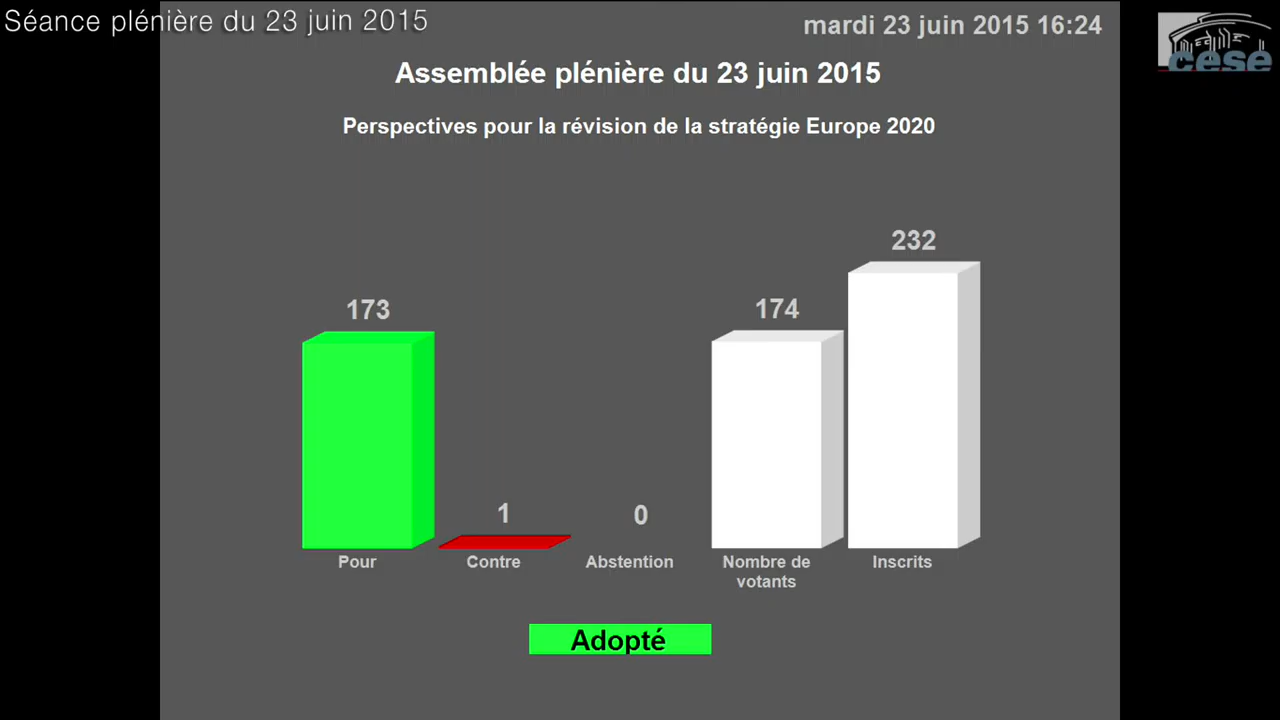 Séance plénière du 23 juin 2015
mardi 23 juin 2015 16:24
cese
Assemblée plénière du 23 juin 2015
Perspectives pour la révision de la stratégie Europe 2020
232
173
174
1
0
Pour
Contre
Abstention
Nombre de
votants
Inscrits
Adopté